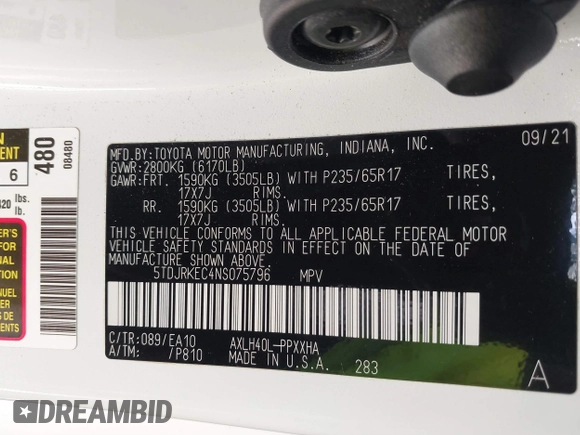 MFD.BY:TOYOTA MOTOR MANUFACTURING, INDIANA, INC. 09/21
GVWR:2800KG (6170LB)
GAWR:FRT. 1590KG (3505LB) WITH P235/65R17 TIRES,
17X7J RIMS.
RR. 1590KG (3505LB) WITH P235/65R17 TIRES,
17X7J RIMS.
THIS VEHICLE CONFORMS TO ALL APPLICABLE FEDERAL MOTOR
VEHICLE SAFETY STANDARDS IN EFFECT ON THE DATE OF
MANUFACTURE SHOWN ABOVE.
5TDJRKEC4NS075796 MPV
C/TR:089/EA10 AXLH40L-PPXXHA
A/TM: /P810 MADE IN U.S.A. 283
A
480
08480
6
420 lbs.
lb.
DREAMBID